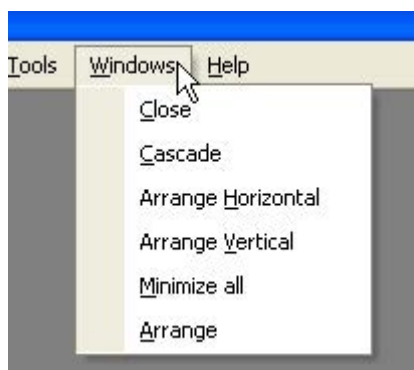 Tools Windows Help
Close
Cascade
Arrange Horizontal
Arrange Vertical
Minimize all
Arrange